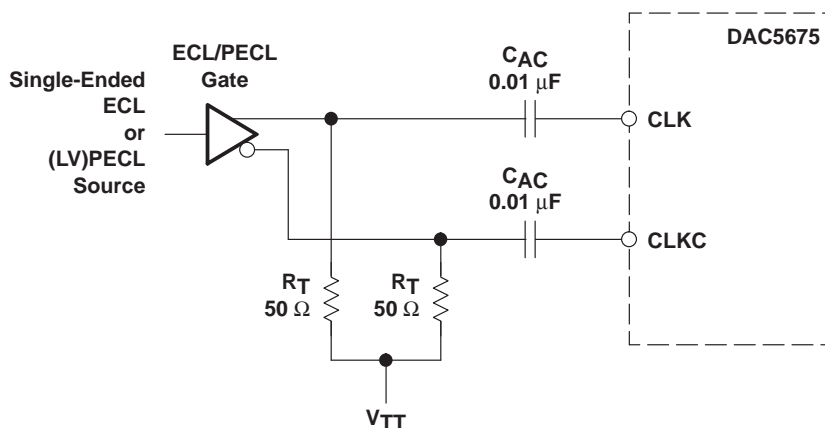 DAC5675
ECL/PECL
Gate
Single-Ended
ECL
or
(LV)PECL
Source
CAC
0.01 μF
CLK
CAC
0.01 μF
CLKC
RT
50 Ω
RT
50 Ω
VTT